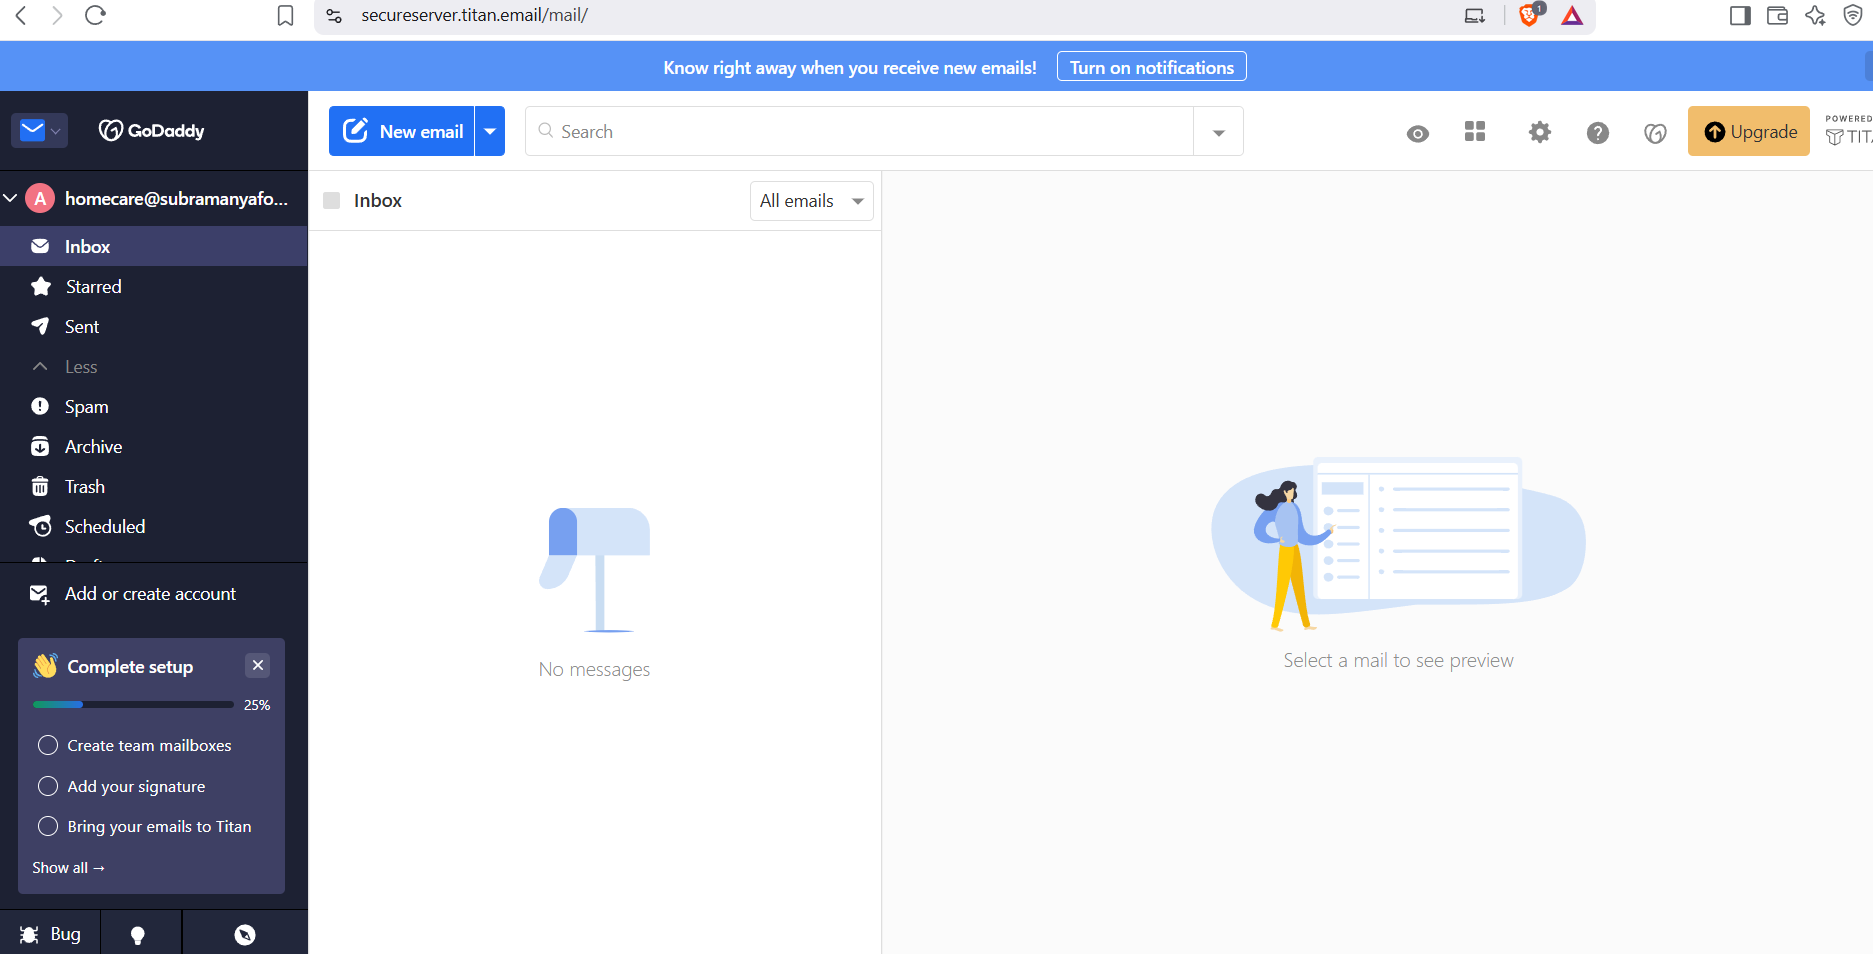 secureserver.titan.email/mail/
1
Know right away when you receive new emails! Turn on notifications
GoDaddy
New email
Search
Upgrade
POWERED
A homecare@subramanyafo...
Inbox
Starred
Sent
Less
Spam
Archive
Trash
Scheduled
Add or create account
Complete setup
25%
Create team mailboxes
Add your signature
Bring your emails to Titan
Show all →
Bug
Inbox
All emails
No messages
Select a mail to see preview